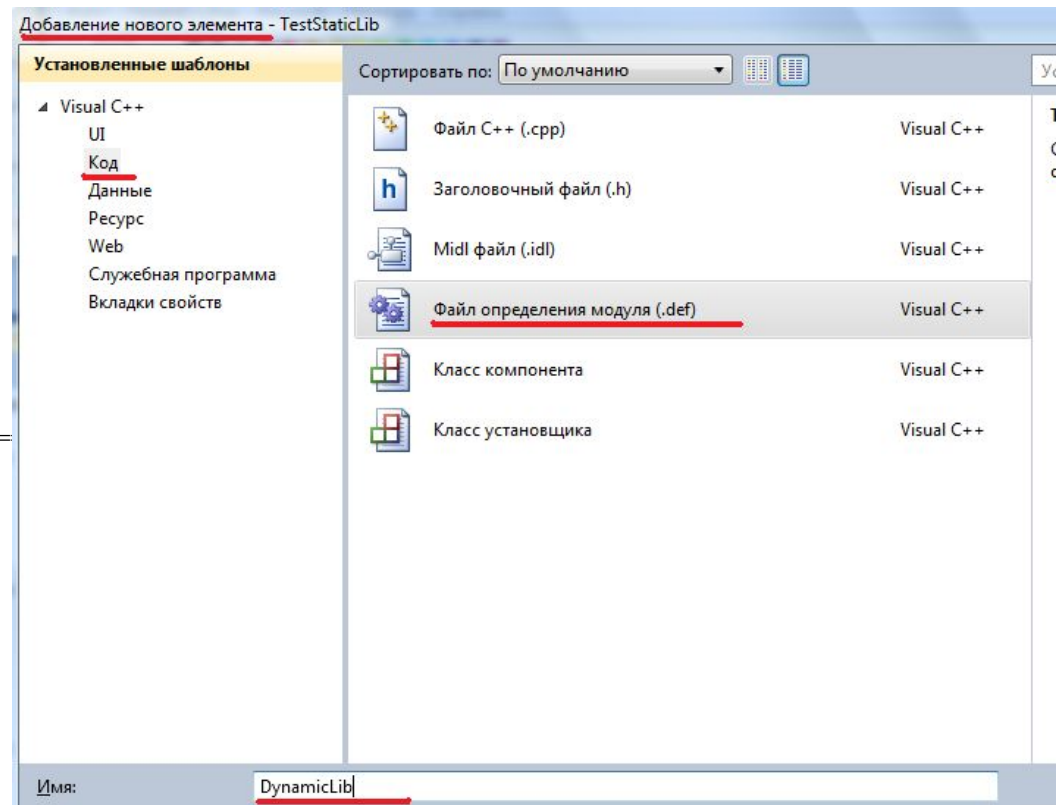 Добавление нового элемента - TestStaticLib
Установленные шаблоны
Сортировать по: По умолчанию
Visual C++
UI
Код
Данные
Ресурс
Web
Служебная программа
Вкладки свойств
Файл C++ (.cpp) Visual C++
Заголовочный файл (.h) Visual C++
Midl файл (.idl) Visual C++
Файл определения модуля (.def) Visual C++
Класс компонента Visual C++
Класс установщика Visual C++
Имя: DynamicLib